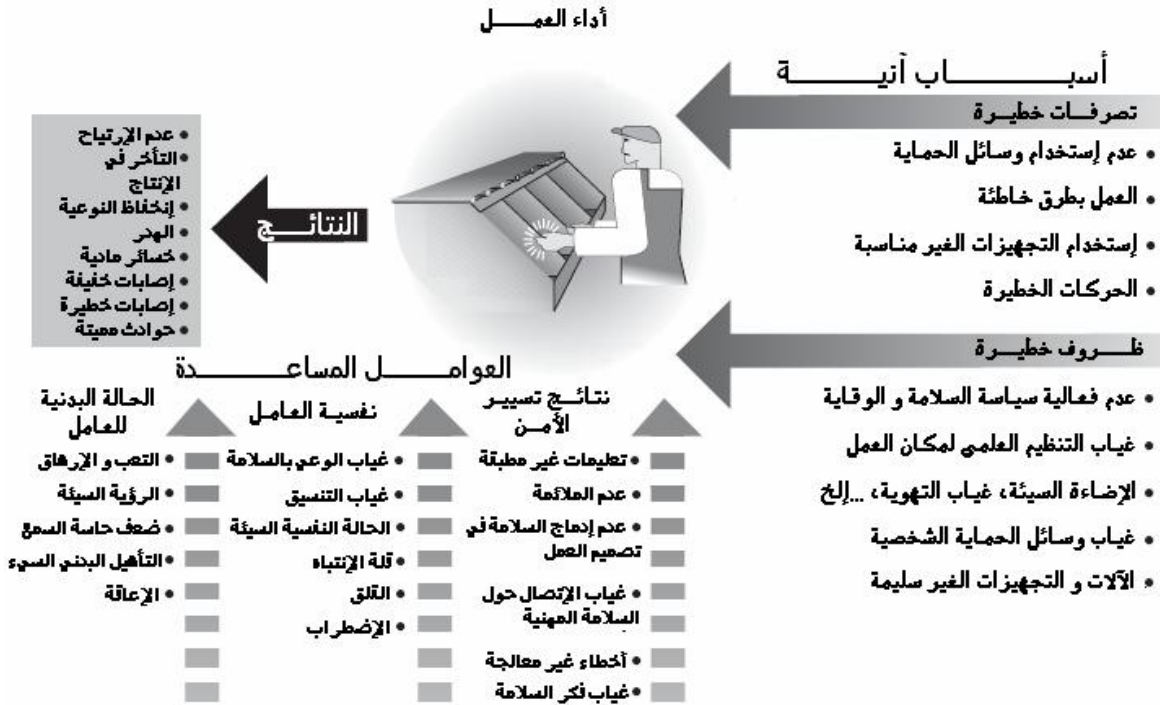 أداء العمل
أسباب آنية
تصرفات خطيرة
• عدم إستخدام وسائل الحماية
• العمل بطرق خاطئة
• إستخدام التجهيزات الغير مناسبة
• الحركات الخطيرة
ظروف خطيرة
• عدم فعالية سياسة السلامة و الوقاية
• غياب التنظيم العلمي لمكان العمل
• الإضاءة السيئة، غياب التهوية، ...إلخ
• غياب وسائل الحماية الشخصية
• الآلات و التجهيزات الغير سليمة
النتائج
• عدم الإرتياح
• التأخر في
الإنتاج
• إنخفاظ النوعية
• الهدر
• خسائر مادية
• إصابات خفيفة
• إصابات خطيرة
• حوادث مميتة
العوامل المساعدة
نتائج تسيير
الأمن
• تعليمات غير مطبقة
• عدم الملائمة
• عدم إدماج السلامة في
تصميم العمل
• غياب الإتصال حول
السلامة المهنية
• أخطاء غير معالجة
• غياب فكر السلامة
نفسية العامل
• غياب الوعي بالسلامة
• غياب التنسيق
• الحالة النفسية السيئة
• قلة الإنتباه
• القلق
• الإضطراب
الحالة البدنية
للعامل
• التعب و الإرهاق
• الرؤية السيئة
• ضعف حاسة السمع
• التأهيل البدني السيء
• الإعاقة